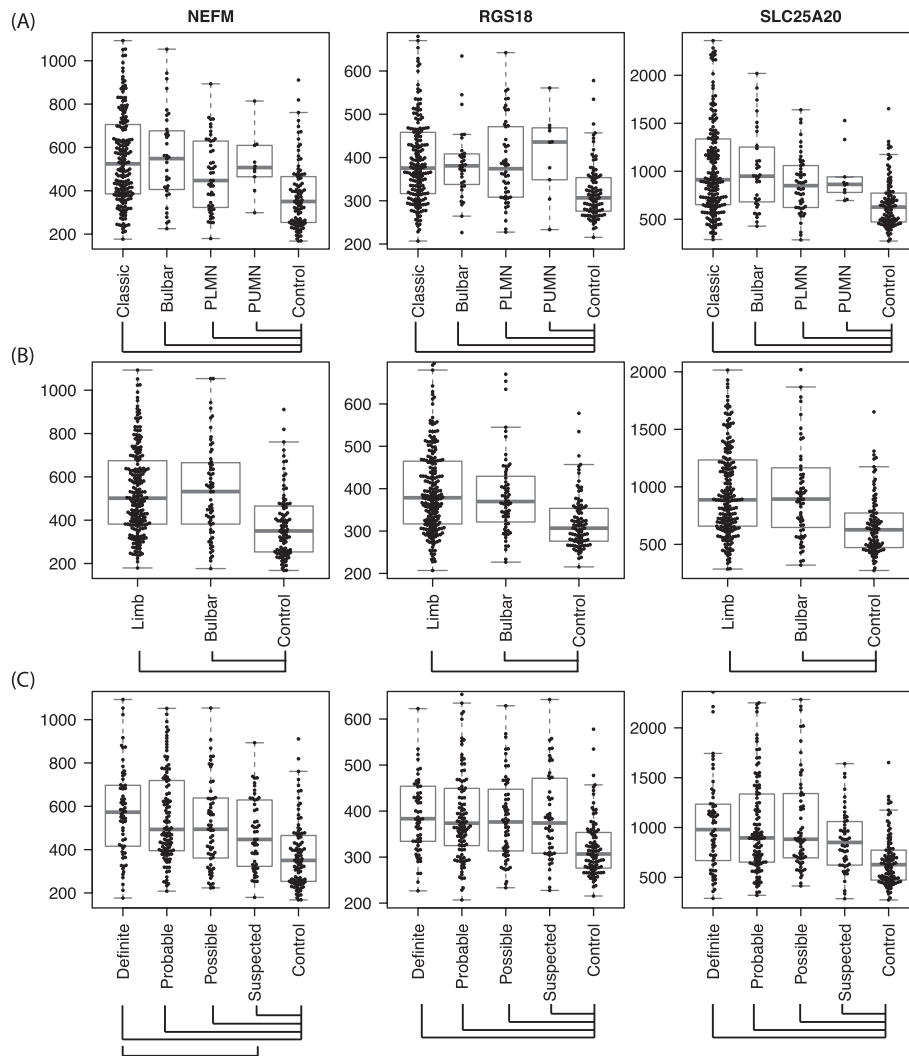 NEFM RGS18 SLC25A20
(A)
1000
800
600
400
200
Classic
Bulbar
PLMN
PUMN
Control
600
500
400
300
200
Classic
Bulbar
PLMN
PUMN
Control
2000
1500
1000
500
Classic
Bulbar
PLMN
PUMN
Control
(B)
1000
800
600
400
200
Limb
Bulbar
Control
600
500
400
300
200
Limb
Bulbar
Control
2000
1500
1000
500
Limb
Bulbar
Control
(C)
1000
800
600
400
200
Definite
Probable
Possible
Suspected
Control
600
500
400
300
200
Definite
Probable
Possible
Suspected
Control
2000
1500
1000
500
Definite
Probable
Possible
Suspected
Control